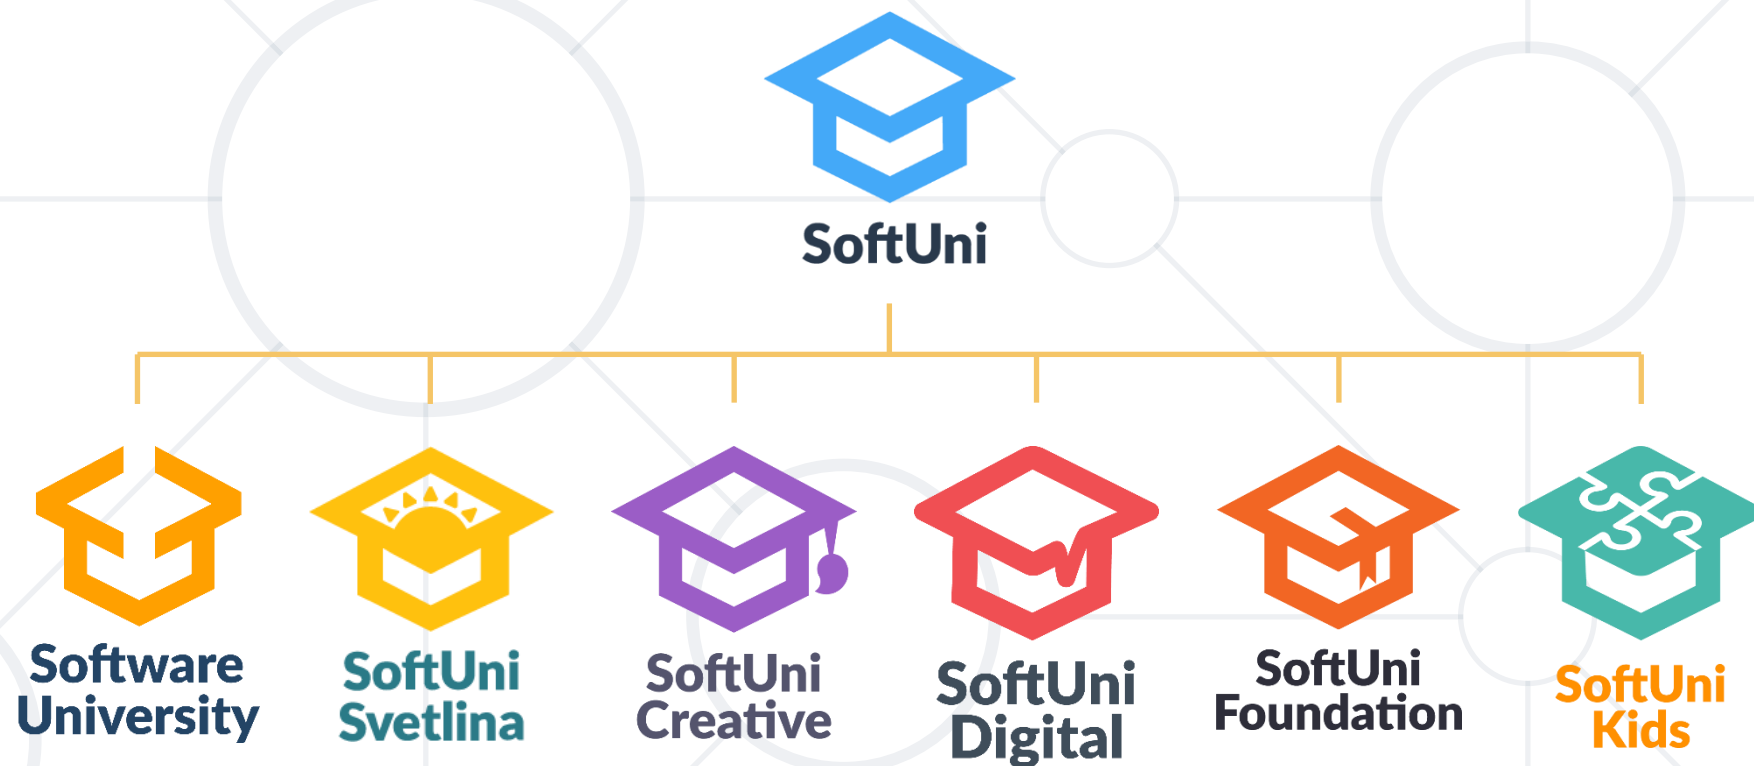 SoftUni
Software
University
SoftUni
Svetlina
SoftUni
Creative
SoftUni
Digital
SoftUni
Foundation
SoftUni
Kids